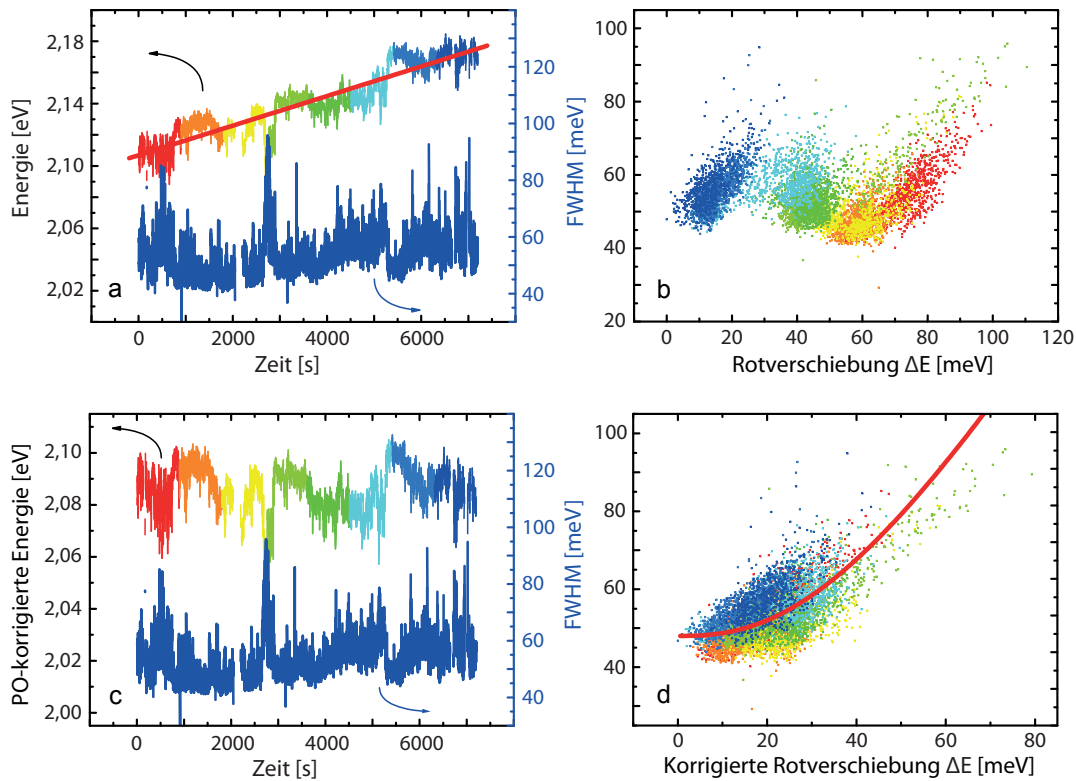 2,18
2,14
2,10
2,06
2,02
Energie [eV]
120
100
80
60
40
FWHM [meV]
a
0 2000 4000 6000
Zeit [s]
100
80
60
40
20
b
0 20 40 60 80 100 120
Rotverschiebung ΔE [meV]
2,10
2,08
2,06
2,04
2,02
2,00
PO-korrigierte Energie [eV]
120
100
80
60
40
FWHM [meV]
c
0 2000 4000 6000
Zeit [s]
100
80
60
40
d
0 20 40 60 80
Korrigierte Rotverschiebung ΔE [meV]